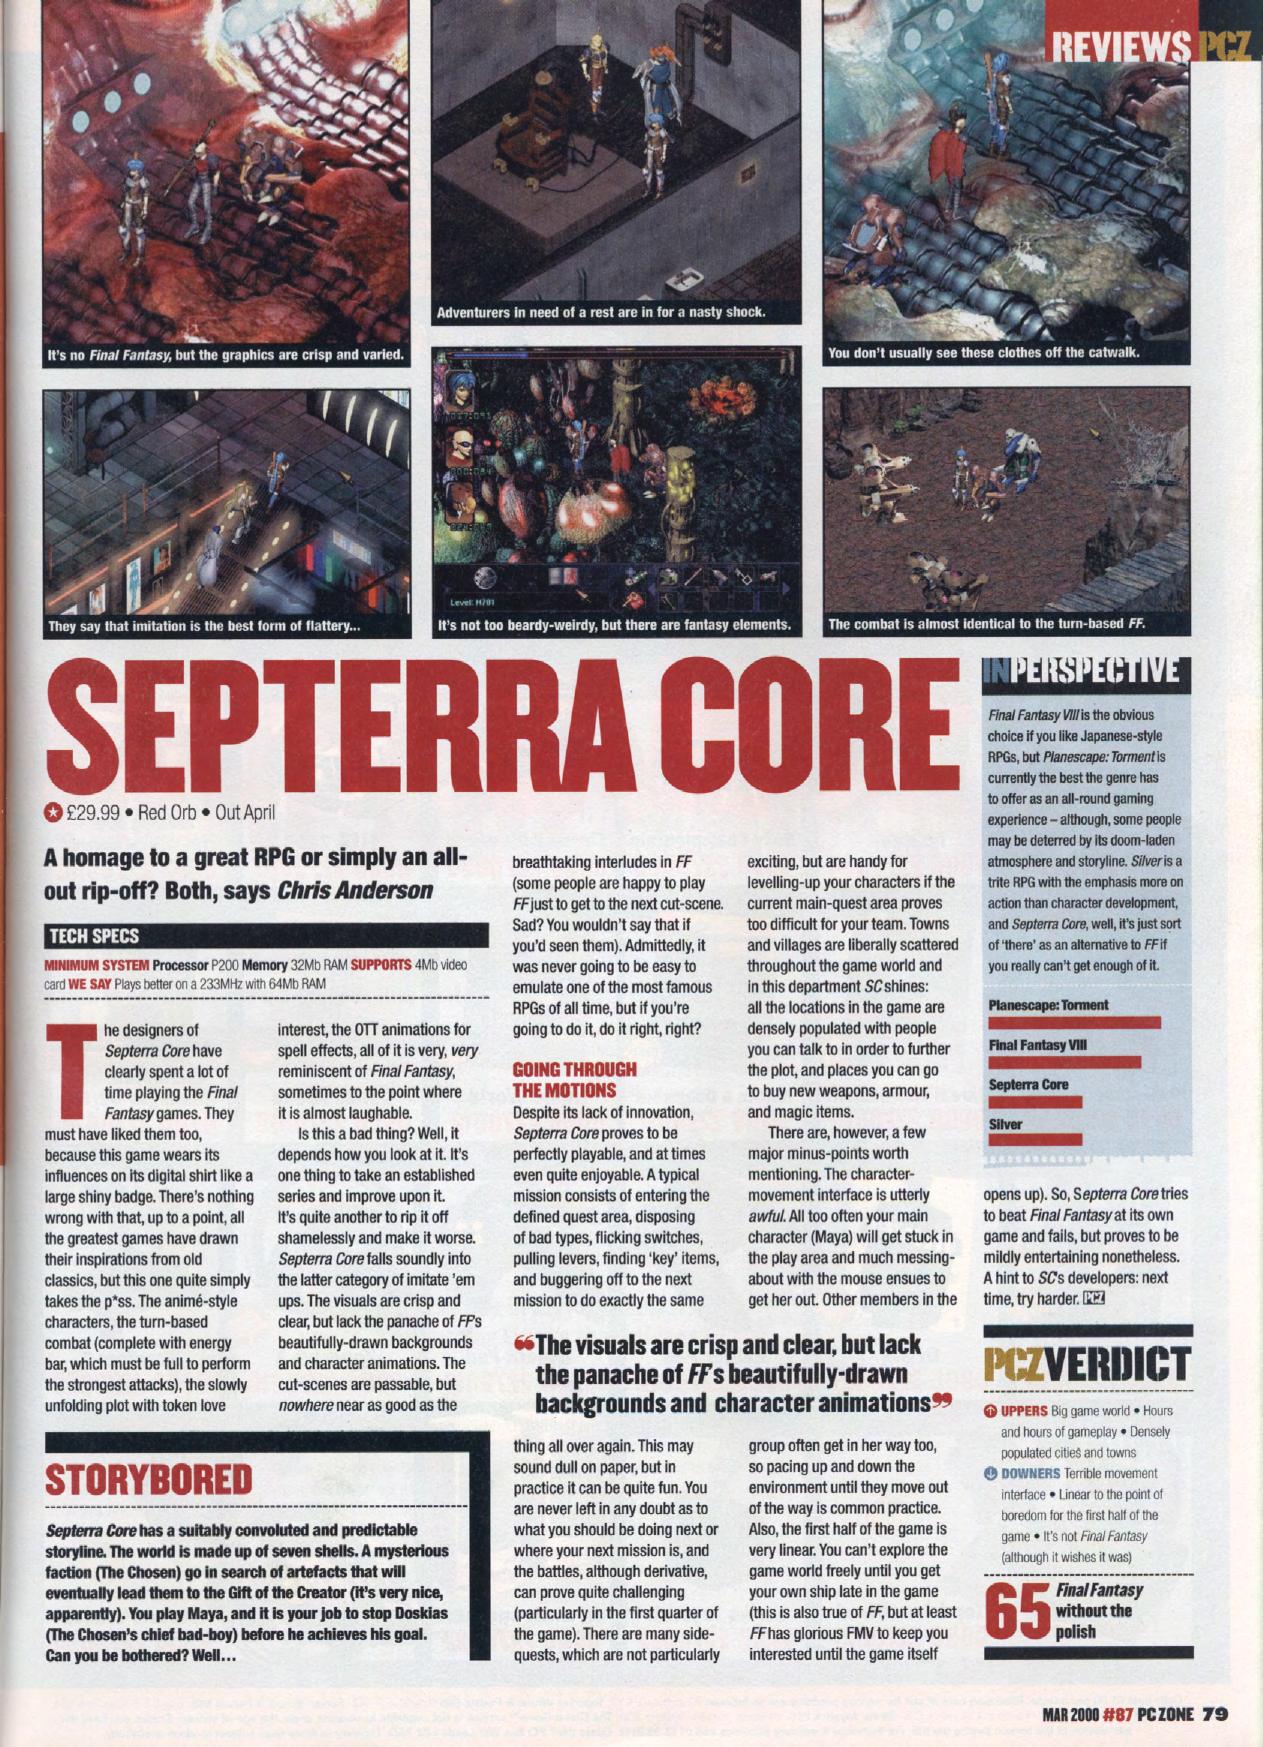 REVIEWS PCZ
It's no Final Fantasy, but the graphics are crisp and varied.
Adventurers in need of a rest are in for a nasty shock.
You don't usually see these clothes off the catwalk.
They say that imitation is the best form of flattery...
Level: M701
It's not too beardy-weirdy, but there are fantasy elements.
The combat is almost identical to the turn-based FF.
SEPTERRA CORE
£29.99 • Red Orb • Out April
A homage to a great RPG or simply an all-
out rip-off? Both, says Chris Anderson
TECH SPECS
MINIMUM SYSTEM Processor P200 Memory 32Mb RAM SUPPORTS 4Mb video
card WE SAY Plays better on a 233MHz with 64Mb RAM
The designers of
Septerra Core have
clearly spent a lot of
time playing the Final
Fantasy games. They
must have liked them too,
because this game wears its
influences on its digital shirt like a
large shiny badge. There's nothing
wrong with that, up to a point, all
the greatest games have drawn
their inspirations from old
classics, but this one quite simply
takes the p*ss. The animé-style
characters, the turn-based
combat (complete with energy
bar, which must be full to perform
the strongest attacks), the slowly
unfolding plot with token love
interest, the OTT animations for
spell effects, all of it is very, very
reminiscent of Final Fantasy,
sometimes to the point where
it is almost laughable.
Is this a bad thing? Well, it
depends how you look at it. It's
one thing to take an established
series and improve upon it.
It's quite another to rip it off
shamelessly and make it worse.
Septerra Core falls soundly into
the latter category of imitate 'em
ups. The visuals are crisp and
clear, but lack the panache of FF's
beautifully-drawn backgrounds
and character animations. The
cut-scenes are passable, but
nowhere near as good as the
breathtaking interludes in FF
(some people are happy to play
FF just to get to the next cut-scene.
Sad? You wouldn't say that if
you'd seen them). Admittedly, it
was never going to be easy to
emulate one of the most famous
RPGs of all time, but if you're
going to do it, do it right, right?
GOING THROUGH
THE MOTIONS
Despite its lack of innovation,
Septerra Core proves to be
perfectly playable, and at times
even quite enjoyable. A typical
mission consists of entering the
defined quest area, disposing
of bad types, flicking switches,
pulling levers, finding 'key' items,
and buggering off to the next
mission to do exactly the same
thing all over again. This may
sound dull on paper, but in
practice it can be quite fun. You
are never left in any doubt as to
what you should be doing next or
where your next mission is, and
the battles, although derivative,
can prove quite challenging
(particularly in the first quarter of
the game). There are many side-
quests, which are not particularly
exciting, but are handy for
levelling-up your characters if the
current main-quest area proves
too difficult for your team. Towns
and villages are liberally scattered
throughout the game world and
in this department SC shines:
all the locations in the game are
densely populated with people
you can talk to in order to further
the plot, and places you can go
to buy new weapons, armour,
and magic items.
There are, however, a few
major minus-points worth
mentioning. The character-
movement interface is utterly
awful. All too often your main
character (Maya) will get stuck in
the play area and much messing-
about with the mouse ensues to
get her out. Other members in the
group often get in her way too,
so pacing up and down the
environment until they move out
of the way is common practice.
Also, the first half of the game is
very linear. You can't explore the
game world freely until you get
your own ship late in the game
(this is also true of FF, but at least
FF has glorious FMV to keep you
interested until the game itself
opens up). So, Septerra Core tries
to beat Final Fantasy at its own
game and fails, but proves to be
mildly entertaining nonetheless.
A hint to SC's developers: next
time, try harder. PCZ
“The visuals are crisp and clear, but lack
the panache of FF's beautifully-drawn
backgrounds and character animations”
STORYBORED
Septerra Core has a suitably convoluted and predictable
storyline. The world is made up of seven shells. A mysterious
faction (The Chosen) go in search of artefacts that will
eventually lead them to the Gift of the Creator (it's very nice,
apparently). You play Maya, and it is your job to stop Doskias
(The Chosen's chief bad-boy) before he achieves his goal.
Can you be bothered? Well...
INPERSPECTIVE
Final Fantasy VIII is the obvious
choice if you like Japanese-style
RPGs, but Planescape: Torment is
currently the best the genre has
to offer as an all-round gaming
experience – although, some people
may be deterred by its doom-laden
atmosphere and storyline. Silver is a
trite RPG with the emphasis more on
action than character development,
and Septerra Core, well, it's just sort
of 'there' as an alternative to FF if
you really can't get enough of it.
Planescape: Torment
Final Fantasy VIII
Septerra Core
Silver
PCZVERDICT
UPPERS Big game world • Hours
and hours of gameplay • Densely
populated cities and towns
DOWNERS Terrible movement
interface • Linear to the point of
boredom for the first half of the
game • It's not Final Fantasy
(although it wishes it was)
65 Final Fantasy
without the
polish
MAR 2000 #87 PC ZONE 79